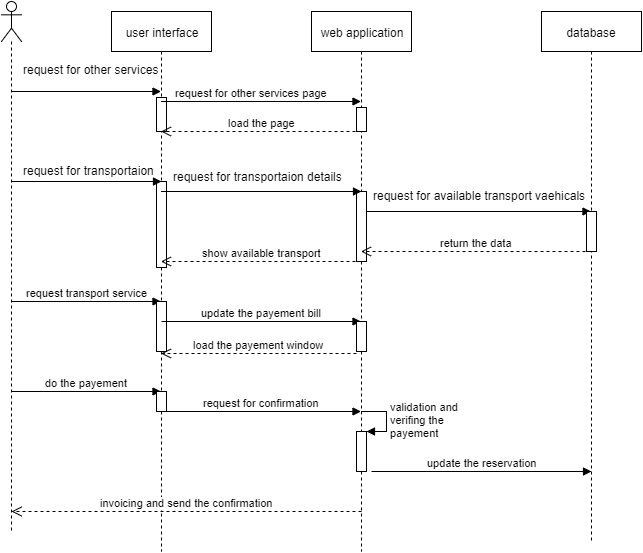 user interface
web application
database
request for other services
request for other services page
load the page
request for transportaion
request for transportaion details
request for available transport vaehicals
return the data
show available transport
request transport service
update the payement bill
load the payement window
do the payement
request for confirmation
validation and
verifing the
payement
update the reservation
invoicing and send the confirmation